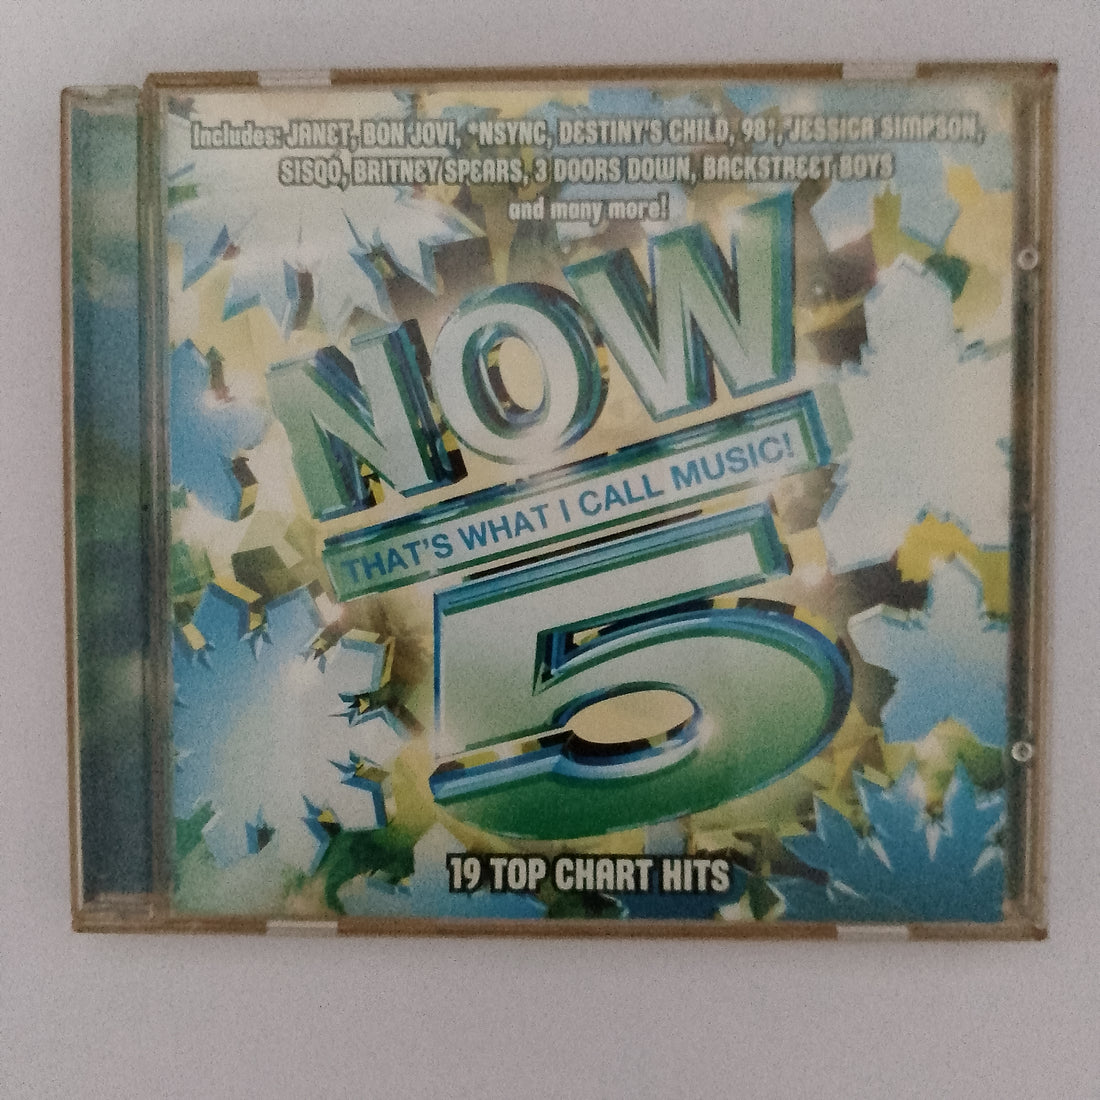 Includes: JANET, BON JOVI, *NSYNC, DESTINY'S CHILD, 98°, JESSICA SIMPSON,
SISQÓ, BRITNEY SPEARS, 3 DOORS DOWN, BACKSTREET BOYS
and many more!
NOW
THAT'S WHAT I CALL MUSIC!
5
19 TOP CHART HITS